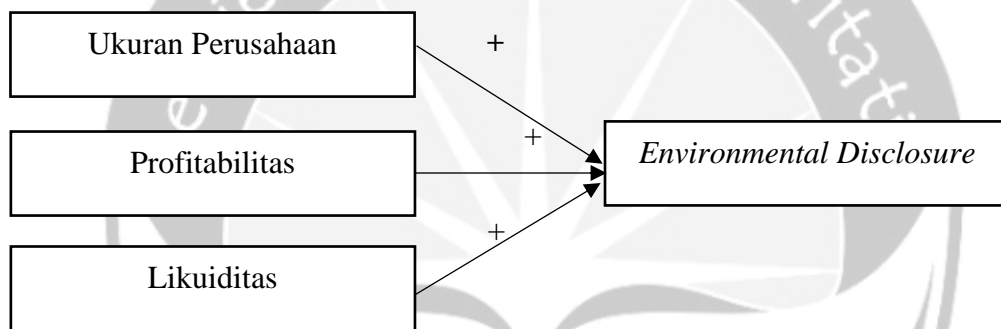 Ukuran Perusahaan
+
+
Profitabilitas
Environmental Disclosure
+
Likuiditas